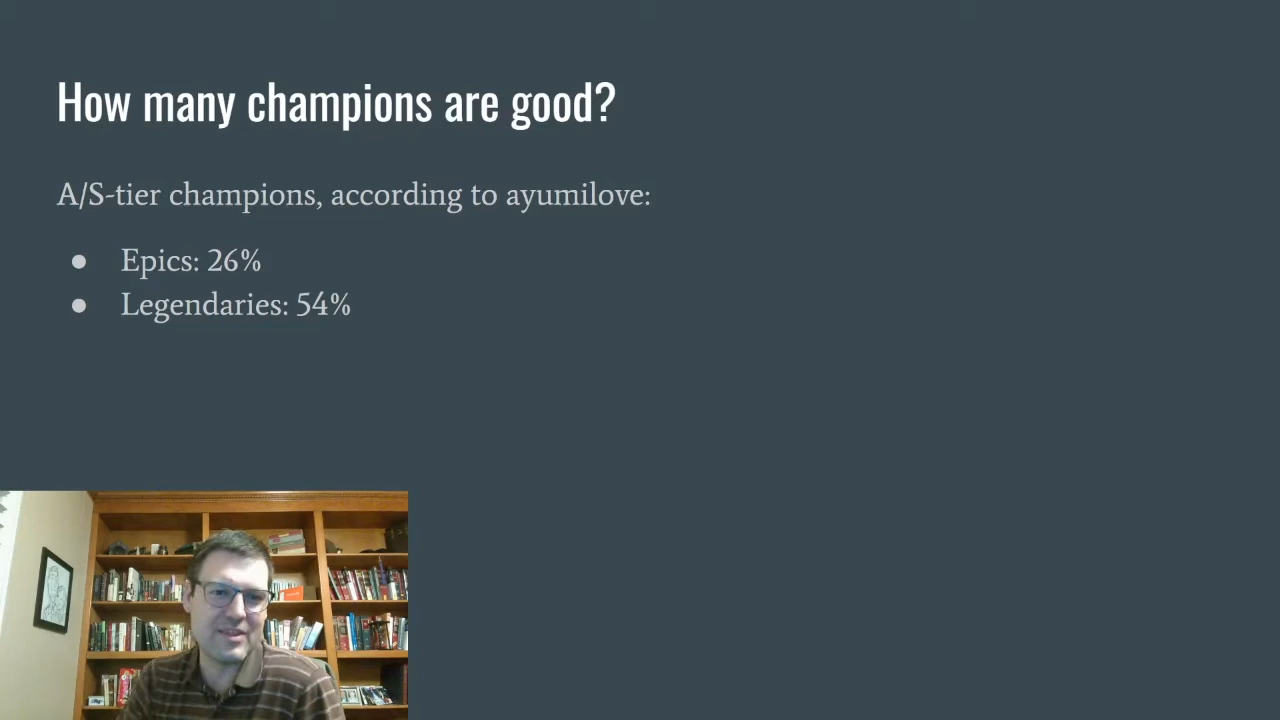 How many champions are good?
A/S-tier champions, according to ayumilove:
● Epics: 26%
● Legendaries: 54%